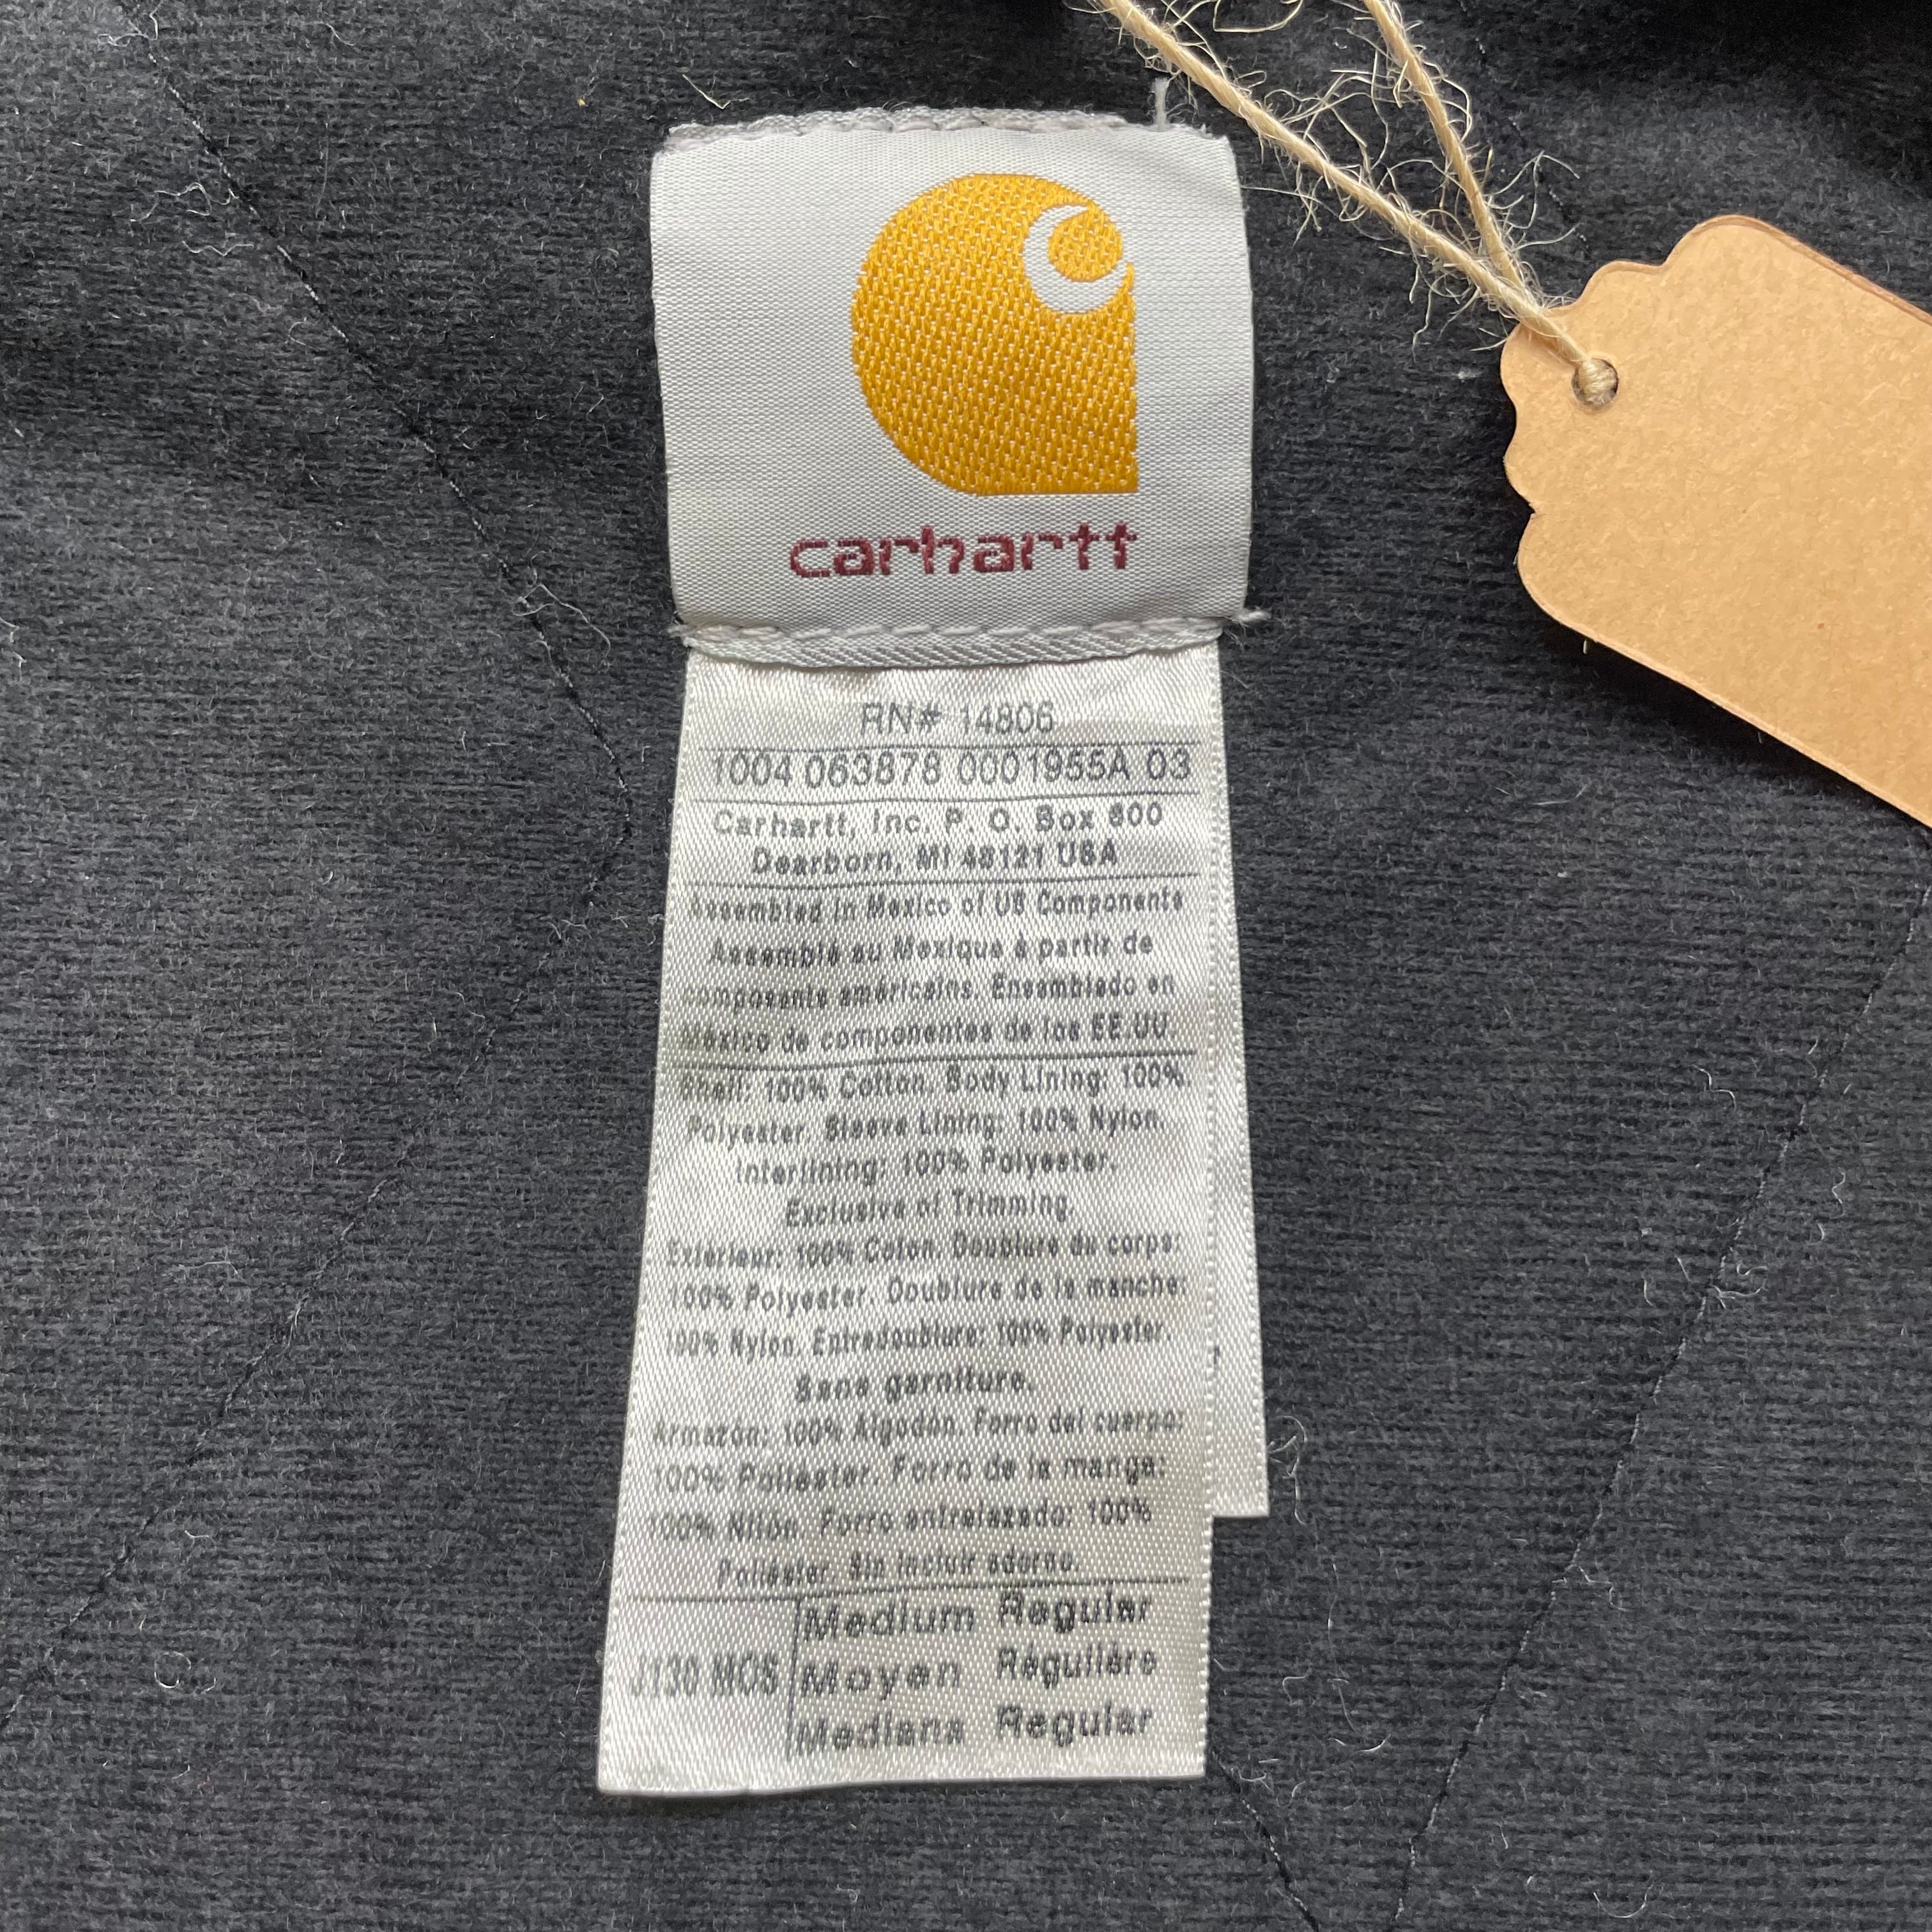 carhartt
RN# 14806
1004 063878 0001955A 03
Carhartt, Inc. P. O. Box 600
Dearborn, MI 48121 USA
Assembled in Mexico of US Components
Assemblé au Mexique à partir de
composants américains. Ensamblado en
Mexico de componentes de los EE.UU.
Shell: 100% Cotton. Body Lining: 100%
Polyester. Sleeve Lining: 100% Nylon
Interlining: 100% Polyester.
Exclusive of Trimming.
Extérieur: 100% Coton. Doublure du corps:
100% Polyester. Doublure de la manche:
100% Nylon. Entredoublure: 100% Polyester.
Sans garniture.
Armazon: 100% Algodón. Forro del cuerpo:
100% Poliester. Forro de la manga:
100% Nilón. Forro entrelazado: 100%
Poliéster. Sin incluir adorno.
J130 MOS
Medium Regular
Moyen Régulière
Mediana Regular